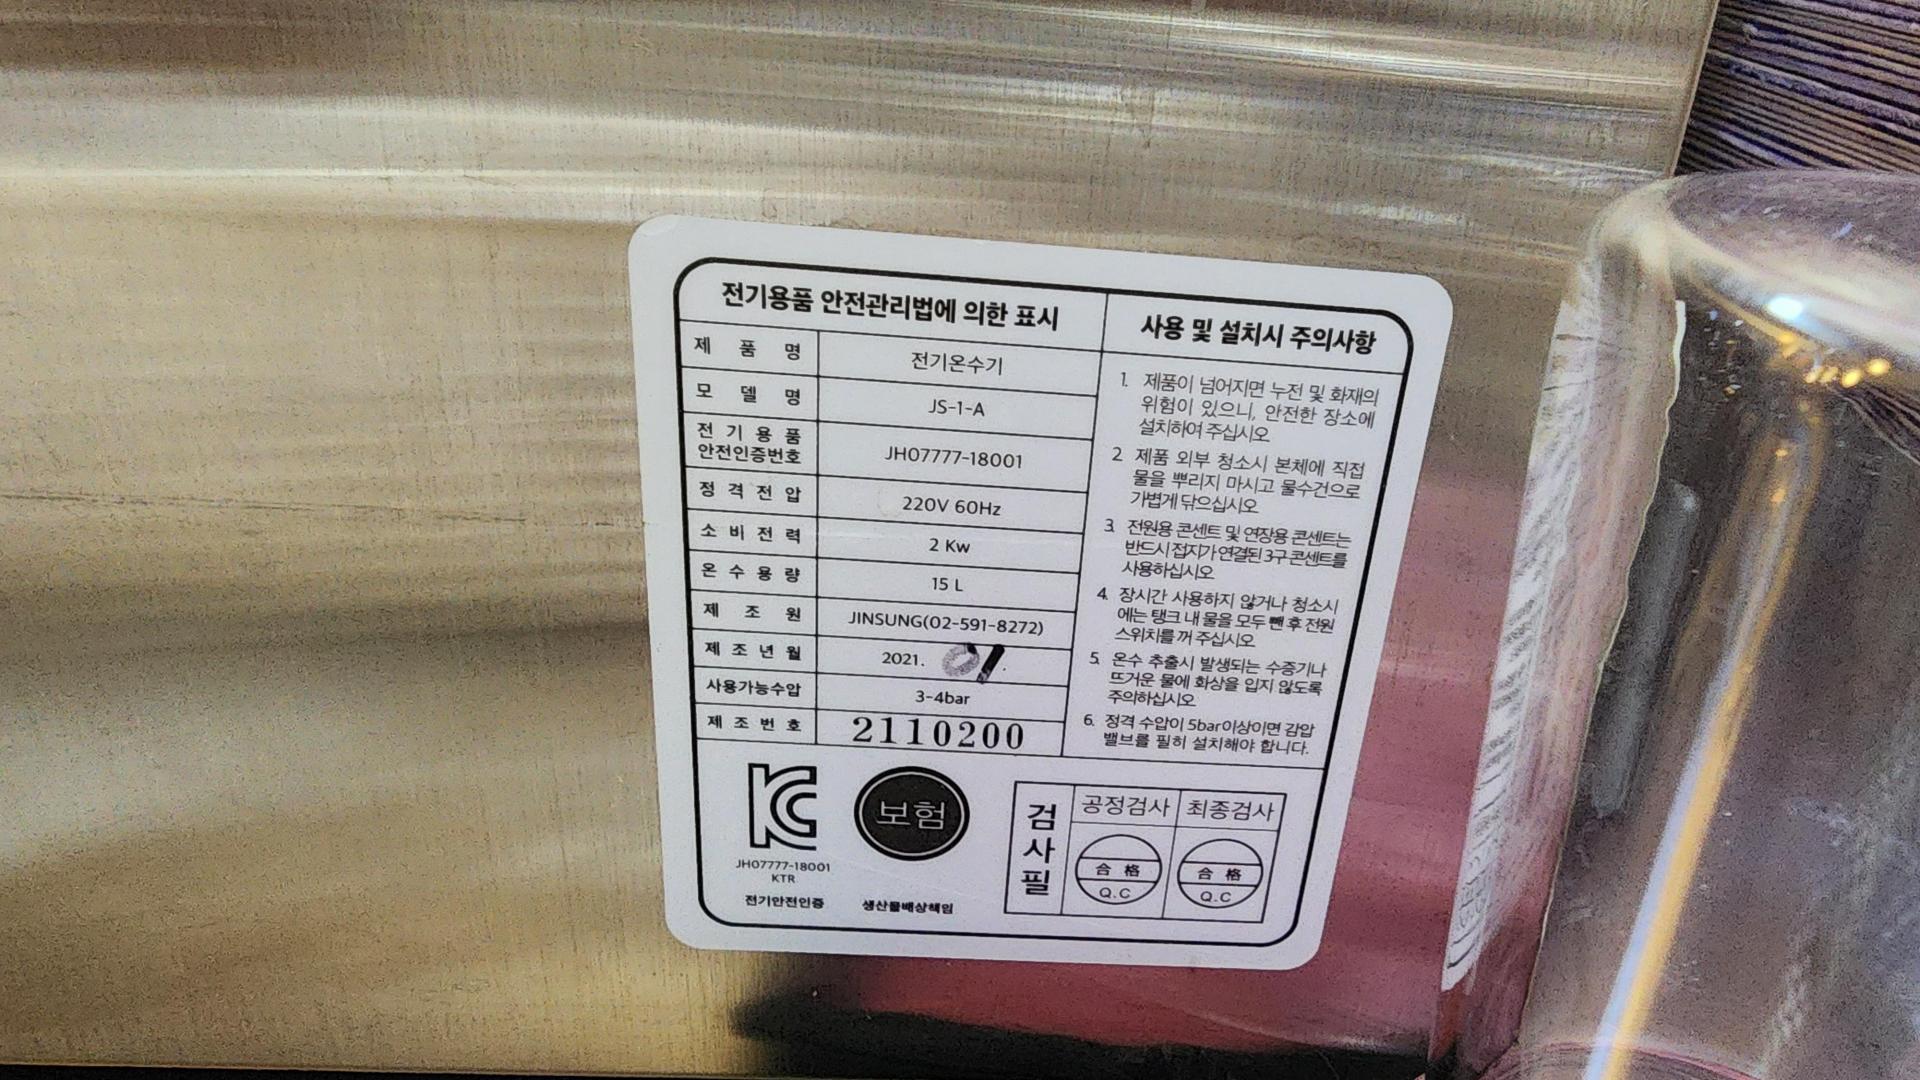 전기용품 안전관리법에 의한 표시
제 품 명 전기온수기
모 델 명 JS-1-A
전 기 용 품
안전인증번호 JH07777-18001
정 격 전 압 220V 60Hz
소 비 전 력 2 Kw
온 수 용 량 15 L
제 조 원 JINSUNG(02-591-8272)
제 조 년 월 2021. 01.
사용가능수압 3-4bar
제 조 번 호 2110200
사용 및 설치시 주의사항
1. 제품이 넘어지면 누전 및 화재의
위험이 있으니, 안전한 장소에
설치하여 주십시오
2 제품 외부 청소시 본체에 직접
물을 뿌리지 마시고 물수건으로
가볍게 닦으십시오
3. 전원용 콘센트 및 연장용 콘센트는
반드시 접지가 연결된 3구 콘센트를
사용하십시오
4. 장시간 사용하지 않거나 청소시
에는 탱크 내 물을 모두 뺀 후 전원
스위치를 꺼 주십시오
5. 온수 추출시 발생되는 수증기나
뜨거운 물에 화상을 입지 않도록
주의하십시오
6. 정격 수압이 5bar이상이면 감압
밸브를 필히 설치해야 합니다.
KC
JH07777-18001
KTR
전기안전인증
보험
생산물배상책임
검사필
공정검사 최종검사
合格 合格
Q.C Q.C